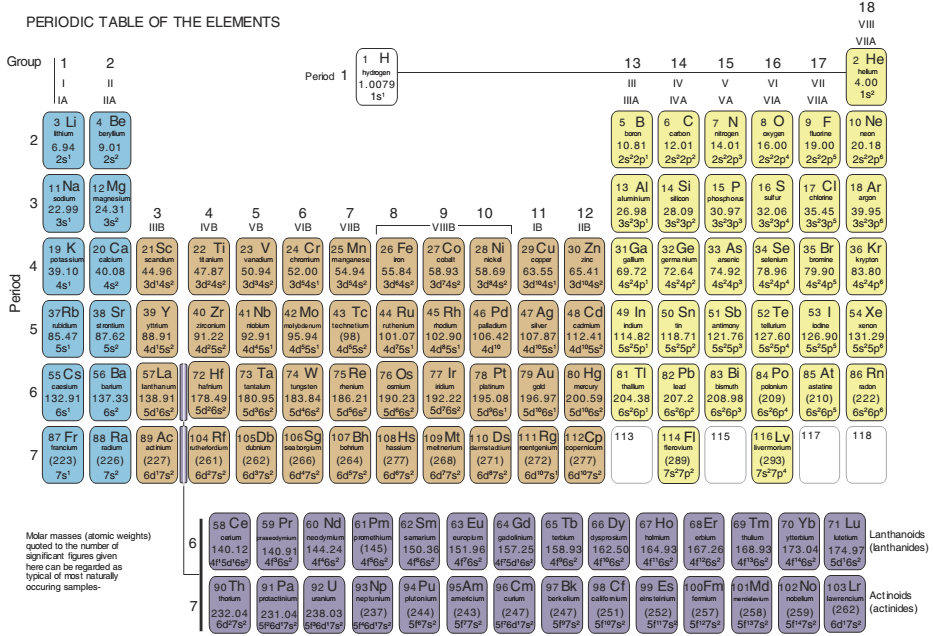 PERIODIC TABLE OF THE ELEMENTS
18
VIII
VIIA
Group 1 2 13 14 15 16 17
I II III IV V VI VII
IA IIA IIIA IVA VA VIA VIIA
Period 1
1 H
hydrogen
1.0079
1s¹
2 He
helium
4.00
1s²
Period
2
3 Li 4 Be 5 B 6 C 7 N 8 O 9 F 10 Ne
lithium beryllium boron carbon nitrogen oxygen fluorine neon
6.94 9.01 10.81 12.01 14.01 16.00 19.00 20.18
2s¹ 2s² 2s²2p¹ 2s²2p² 2s²2p³ 2s²2p⁴ 2s²2p⁵ 2s²2p⁶
3
11 Na 12 Mg 13 Al 14 Si 15 P 16 S 17 Cl 18 Ar
sodium magnesium aluminium silicon phosphorus sulfur chlorine argon
22.99 24.31 26.98 28.09 30.97 32.06 35.45 39.95
3s¹ 3s² 3s²3p¹ 3s²3p² 3s²3p³ 3s²3p⁴ 3s²3p⁵ 3s²3p⁶
3 4 5 6 7 8 9 10 11 12
IIIB IVB VB VIB VIIB VIIIB IB IIB
4
19 K 20 Ca 21 Sc 22 Ti 23 V 24 Cr 25 Mn 26 Fe 27 Co 28 Ni 29 Cu 30 Zn 31 Ga 32 Ge 33 As 34 Se 35 Br 36 Kr
potassium calcium scandium titanium vanadium chromium manganese iron cobalt nickel copper zinc gallium germanium arsenic selenium bromine krypton
39.10 40.08 44.96 47.87 50.94 52.00 54.94 55.84 58.93 58.69 63.55 65.41 69.72 72.64 74.92 78.96 79.90 83.80
4s¹ 4s² 3d¹4s² 3d²4s² 3d³4s² 3d⁵4s¹ 3d⁵4s² 3d⁶4s² 3d⁷4s² 3d⁸4s² 3d¹⁰4s¹ 3d¹⁰4s² 4s²4p¹ 4s²4p² 4s²4p³ 4s²4p⁴ 4s²4p⁵ 4s²4p⁶
5
37 Rb 38 Sr 39 Y 40 Zr 41 Nb 42 Mo 43 Tc 44 Ru 45 Rh 46 Pd 47 Ag 48 Cd 49 In 50 Sn 51 Sb 52 Te 53 I 54 Xe
rubidium strontium yttrium zirconium niobium molybdenum technetium ruthenium rhodium palladium silver cadmium indium tin antimony tellurium iodine xenon
85.47 87.62 88.91 91.22 92.91 95.94 (98) 101.07 102.90 106.42 107.87 112.41 114.82 118.71 121.76 127.60 126.90 131.29
5s¹ 5s² 4d¹5s² 4d²5s² 4d⁴5s¹ 4d⁵5s¹ 4d⁵5s² 4d⁷5s¹ 4d⁸5s¹ 4d¹⁰ 4d¹⁰5s¹ 4d¹⁰5s² 5s²5p¹ 5s²5p² 5s²5p³ 5s²5p⁴ 5s²5p⁵ 5s²5p⁶
6
55 Cs 56 Ba 57 La 72 Hf 73 Ta 74 W 75 Re 76 Os 77 Ir 78 Pt 79 Au 80 Hg 81 Tl 82 Pb 83 Bi 84 Po 85 At 86 Rn
caesium barium lanthanum hafnium tantalum tungsten rhenium osmium iridium platinum gold mercury thallium lead bismuth polonium astatine radon
132.91 137.33 138.91 178.49 180.95 183.84 186.21 190.23 192.22 195.08 196.97 200.59 204.38 207.2 208.98 (209) (210) (222)
6s¹ 6s² 5d¹6s² 5d²6s² 5d³6s² 5d⁴6s² 5d⁵6s² 5d⁶6s² 5d⁷6s² 5d⁹6s¹ 5d¹⁰6s¹ 5d¹⁰6s² 6s²6p¹ 6s²6p² 6s²6p³ 6s²6p⁴ 6s²6p⁵ 6s²6p⁶
7
87 Fr 88 Ra 89 Ac 104 Rf 105 Db 106 Sg 107 Bh 108 Hs 109 Mt 110 Ds 111 Rg 112 Cp 113 114 Fl 115 116 Lv 117 118
francium radium actinium rutherfordium dubnium seaborgium bohrium hassium meitnerium darmstadtium roentgenium copernicum flerovium livermorium
(223) (226) (227) (261) (262) (266) (264) (277) (268) (271) (272) (277) (289) (293)
7s¹ 7s² 6d¹7s² 6d²7s² 6d³7s² 6d⁴7s² 6d⁵7s² 6d⁶7s² 6d⁷7s² 6d⁸7s² 6d¹⁰7s¹ 6d¹⁰7s² 7s²7p² 7s²7p⁴
Molar masses (atomic weights)
quoted to the number of
significant figures given
here can be regarded as
typical of most naturally
occuring samples-
6
58 Ce 59 Pr 60 Nd 61 Pm 62 Sm 63 Eu 64 Gd 65 Tb 66 Dy 67 Ho 68 Er 69 Tm 70 Yb 71 Lu
cerium praseodymium neodymium promethium samarium europium gadolinium terbium dysprosium holmium erbium thulium ytterbium lutetium
140.12 140.91 144.24 (145) 150.36 151.96 157.25 158.93 162.50 164.93 167.26 168.93 173.04 174.97
4f¹5d¹6s² 4f³6s² 4f⁴6s² 4f⁵6s² 4f⁶6s² 4f⁷6s² 4f⁷5d¹6s² 4f⁹6s² 4f¹⁰6s² 4f¹¹6s² 4f¹²6s² 4f¹³6s² 4f¹⁴6s² 5d¹6s²
Lanthanoids
(lanthanides)
7
90 Th 91 Pa 92 U 93 Np 94 Pu 95 Am 96 Cm 97 Bk 98 Cf 99 Es 100 Fm 101 Md 102 No 103 Lr
thorium protactinium uranium neptunium plutonium americium curium berkelium californium einsteinium fermium mendelevium nobelium lawrencium
232.04 231.04 238.03 (237) (244) (243) (247) (247) (251) (252) (257) (258) (259) (262)
6d²7s² 5f²6d¹7s² 5f³6d¹7s² 5f⁴6d¹7s² 5f⁶7s² 5f⁷7s² 5f⁷6d¹7s² 5f⁹7s² 5f¹⁰7s² 5f¹¹7s² 5f¹²7s² 5f¹³7s² 5f¹⁴7s² 6d¹7s²
Actinoids
(actinides)